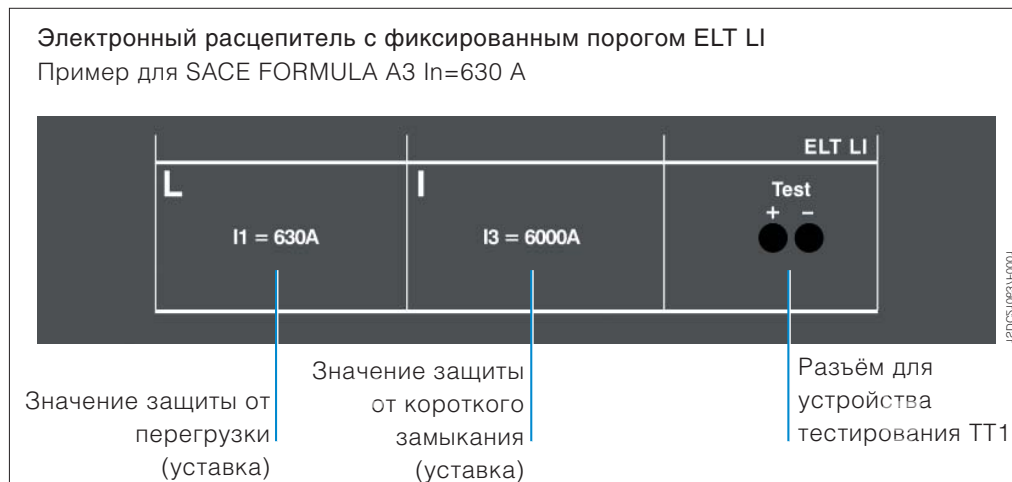 Электронный расцепитель с фиксированным порогом ELT LI
Пример для SACE FORMULA A3 In=630 A
ELT LI
L
I
Test
+ −
I1 = 630A
I3 = 6000A
Значение защиты от
перегрузки
(уставка)
Значение защиты
от короткого
замыкания
(уставка)
Разъём для
устройства
тестирования TT1